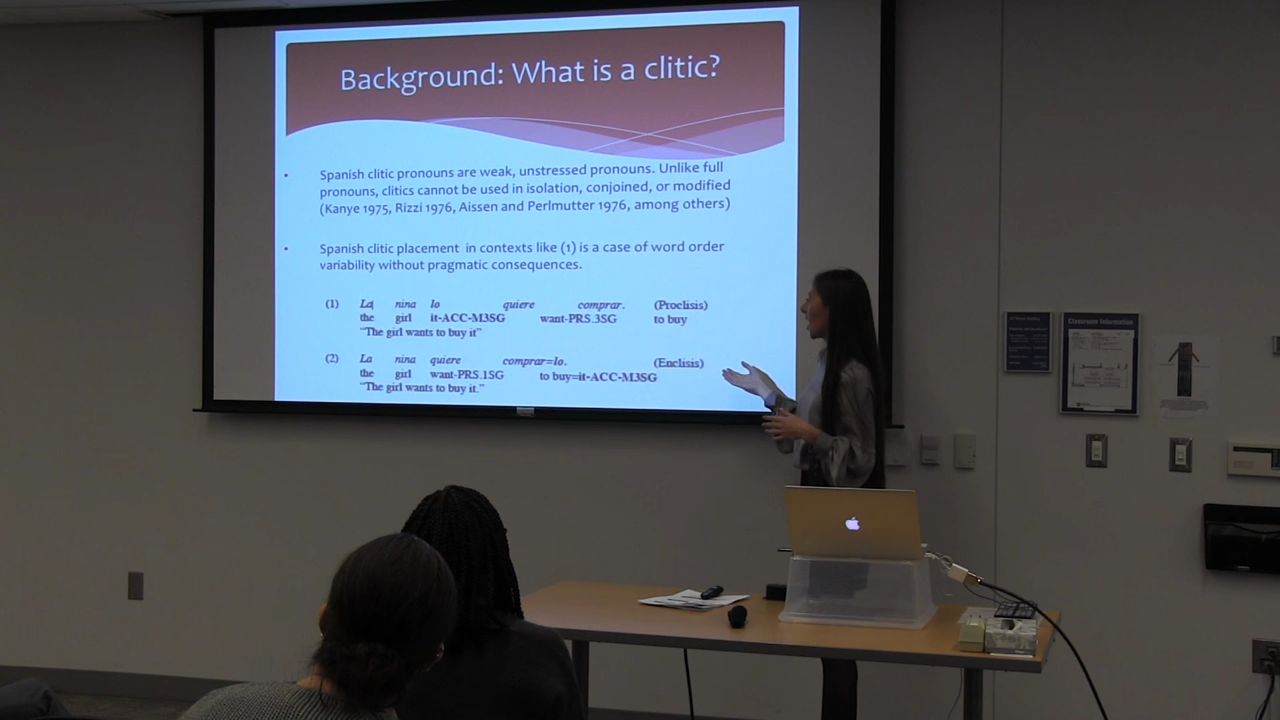 Background: What is a clitic?
• Spanish clitic pronouns are weak, unstressed pronouns. Unlike full
pronouns, clitics cannot be used in isolation, conjoined, or modified
(Kanye 1975, Rizzi 1976, Aissen and Perlmutter 1976, among others)
• Spanish clitic placement in contexts like (1) is a case of word order
variability without pragmatic consequences.
(1) La nina lo quiere comprar. (Proclisis)
the girl it-ACC-M3SG want-PRS.3SG to buy
"The girl wants to buy it"
(2) La nina quiere comprar=lo. (Enclisis)
the girl want-PRS.1SG to buy=it-ACC-M3SG
"The girl wants to buy it."
Classroom Information